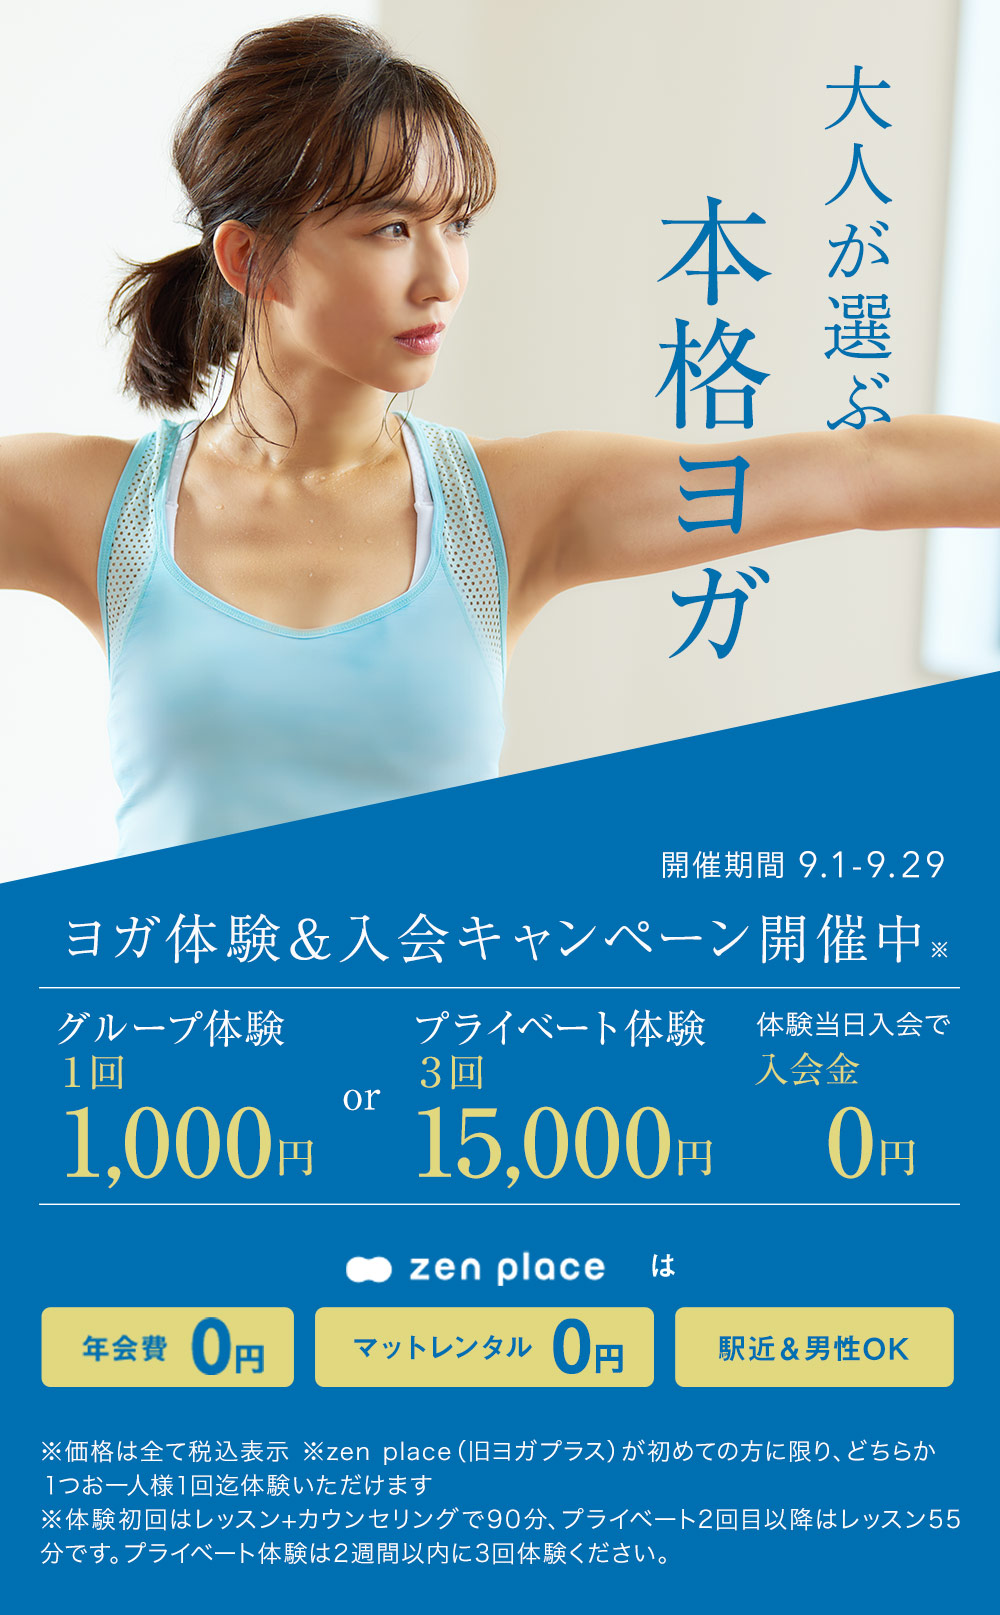 大人が選ぶ
本格ヨガ
開催期間 9.1-9.29
ヨガ体験＆入会キャンペーン開催中※
グループ体験
1回
1,000円
or
プライベート体験
3回
15,000円
体験当日入会で
入会金
0円
zen place は
年会費 0円
マットレンタル 0円
駅近＆男性OK
※価格は全て税込表示 ※zen place（旧ヨガプラス）が初めての方に限り、どちらか
1つお一人様1回迄体験いただけます
※体験初回はレッスン+カウンセリングで90分、プライベート2回目以降はレッスン55
分です。プライベート体験は2週間以内に3回体験ください。